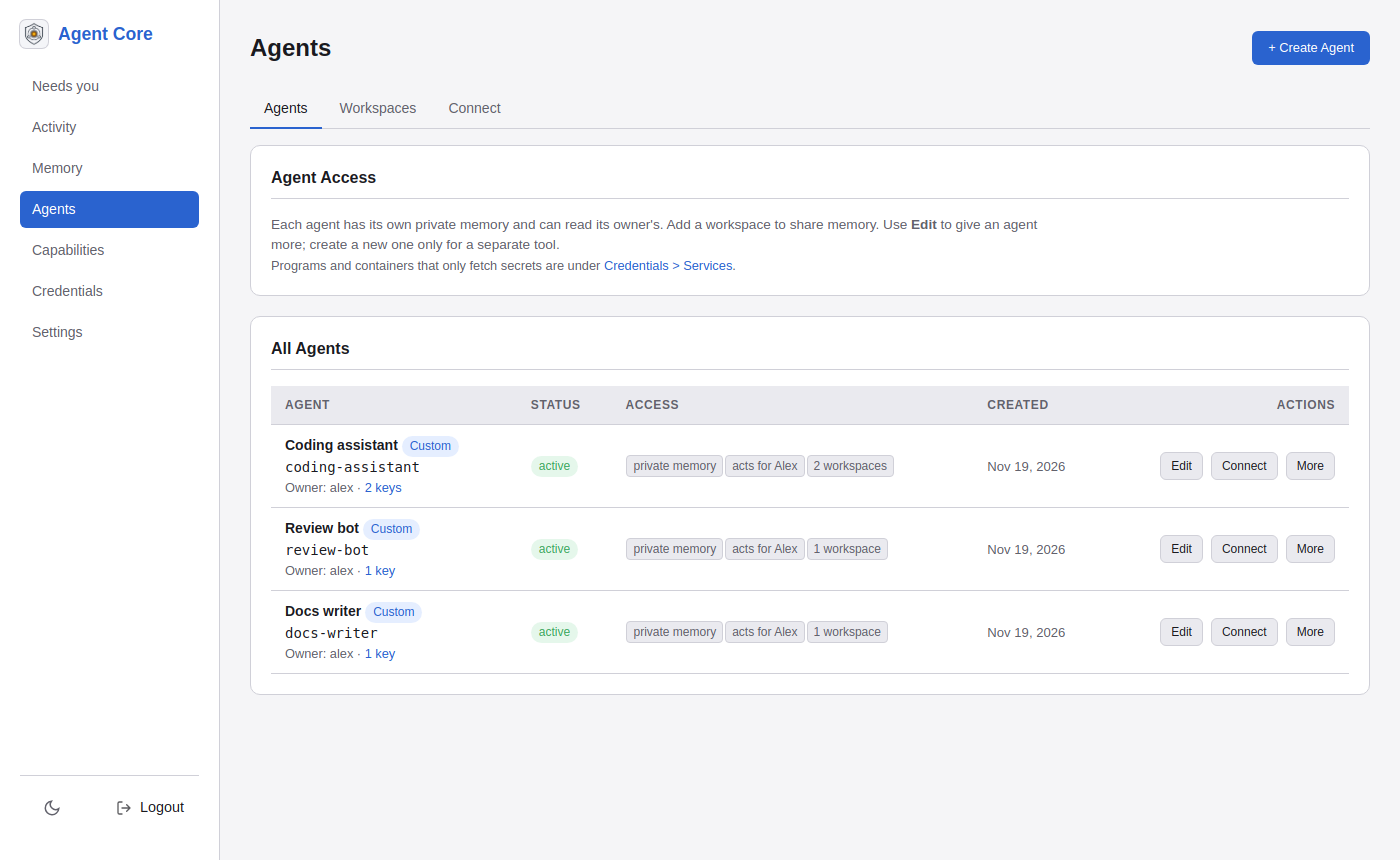 Agent Core
Needs you
Activity
Memory
Agents
Capabilities
Credentials
Settings
Logout
Agents
+ Create Agent
Agents Workspaces Connect
Agent Access
Each agent has its own private memory and can read its owner's. Add a workspace to share memory. Use Edit to give an agent
more; create a new one only for a separate tool.
Programs and containers that only fetch secrets are under Credentials > Services.
All Agents
AGENT STATUS ACCESS CREATED ACTIONS
Coding assistant Custom
coding-assistant
Owner: alex · 2 keys
active
private memory acts for Alex 2 workspaces
Nov 19, 2026
Edit Connect More
Review bot Custom
review-bot
Owner: alex · 1 key
active
private memory acts for Alex 1 workspace
Nov 19, 2026
Edit Connect More
Docs writer Custom
docs-writer
Owner: alex · 1 key
active
private memory acts for Alex 1 workspace
Nov 19, 2026
Edit Connect More